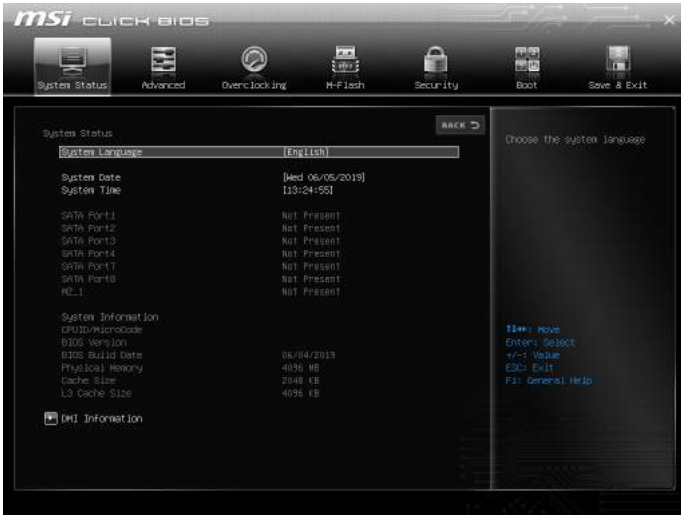 msi CLICK BIOS
System Status Advanced Overclocking M-Flash Security Boot Save & Exit
BACK
System Status
System Language [English]
System Date [Wed 06/05/2019]
System Time [13:24:55]
SATA Port1 Not Present
SATA Port2 Not Present
SATA Port3 Not Present
SATA Port4 Not Present
SATA Port7 Not Present
SATA Port8 Not Present
M2_1 Not Present
System Information
CPUID/MicroCode
BIOS Version
BIOS Build Date 06/04/2019
Physical Memory 4096 MB
Cache Size 2048 KB
L3 Cache Size 4096 KB
DMI Information
Choose the system language
↑↓←→: Move
Enter: Select
+/-: Value
ESC: Exit
F1: General Help